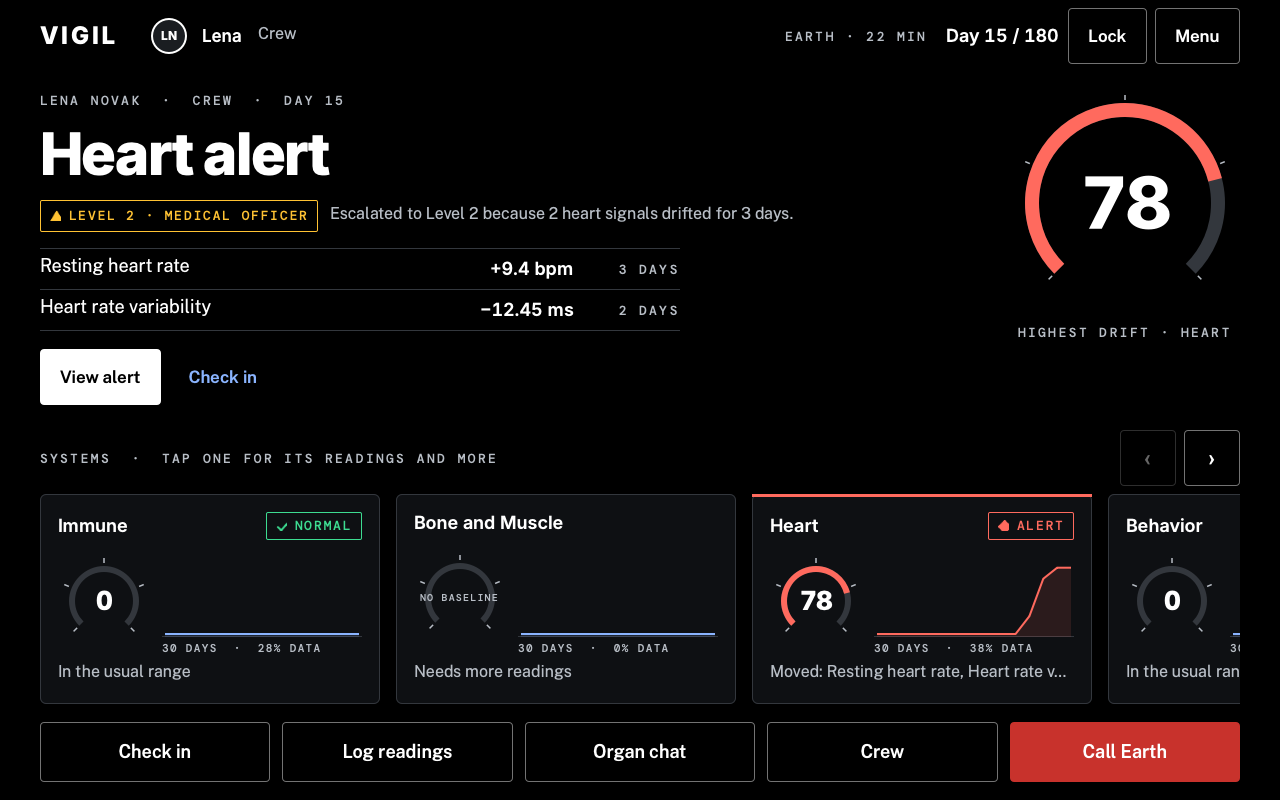 VIGIL
LN
Lena
Crew
EARTH · 22 MIN
Day 15 / 180
Lock
Menu
LENA NOVAK · CREW · DAY 15
Heart alert
LEVEL 2 · MEDICAL OFFICER
Escalated to Level 2 because 2 heart signals drifted for 3 days.
Resting heart rate +9.4 bpm 3 DAYS
Heart rate variability −12.45 ms 2 DAYS
View alert
Check in
78
HIGHEST DRIFT · HEART
SYSTEMS · TAP ONE FOR ITS READINGS AND MORE
‹
›
Immune
NORMAL
0
30 DAYS · 28% DATA
In the usual range
Bone and Muscle
NO BASELINE
30 DAYS · 0% DATA
Needs more readings
Heart
ALERT
78
30 DAYS · 38% DATA
Moved: Resting heart rate, Heart rate v...
Behavior
0
In the usual ran
Check in
Log readings
Organ chat
Crew
Call Earth